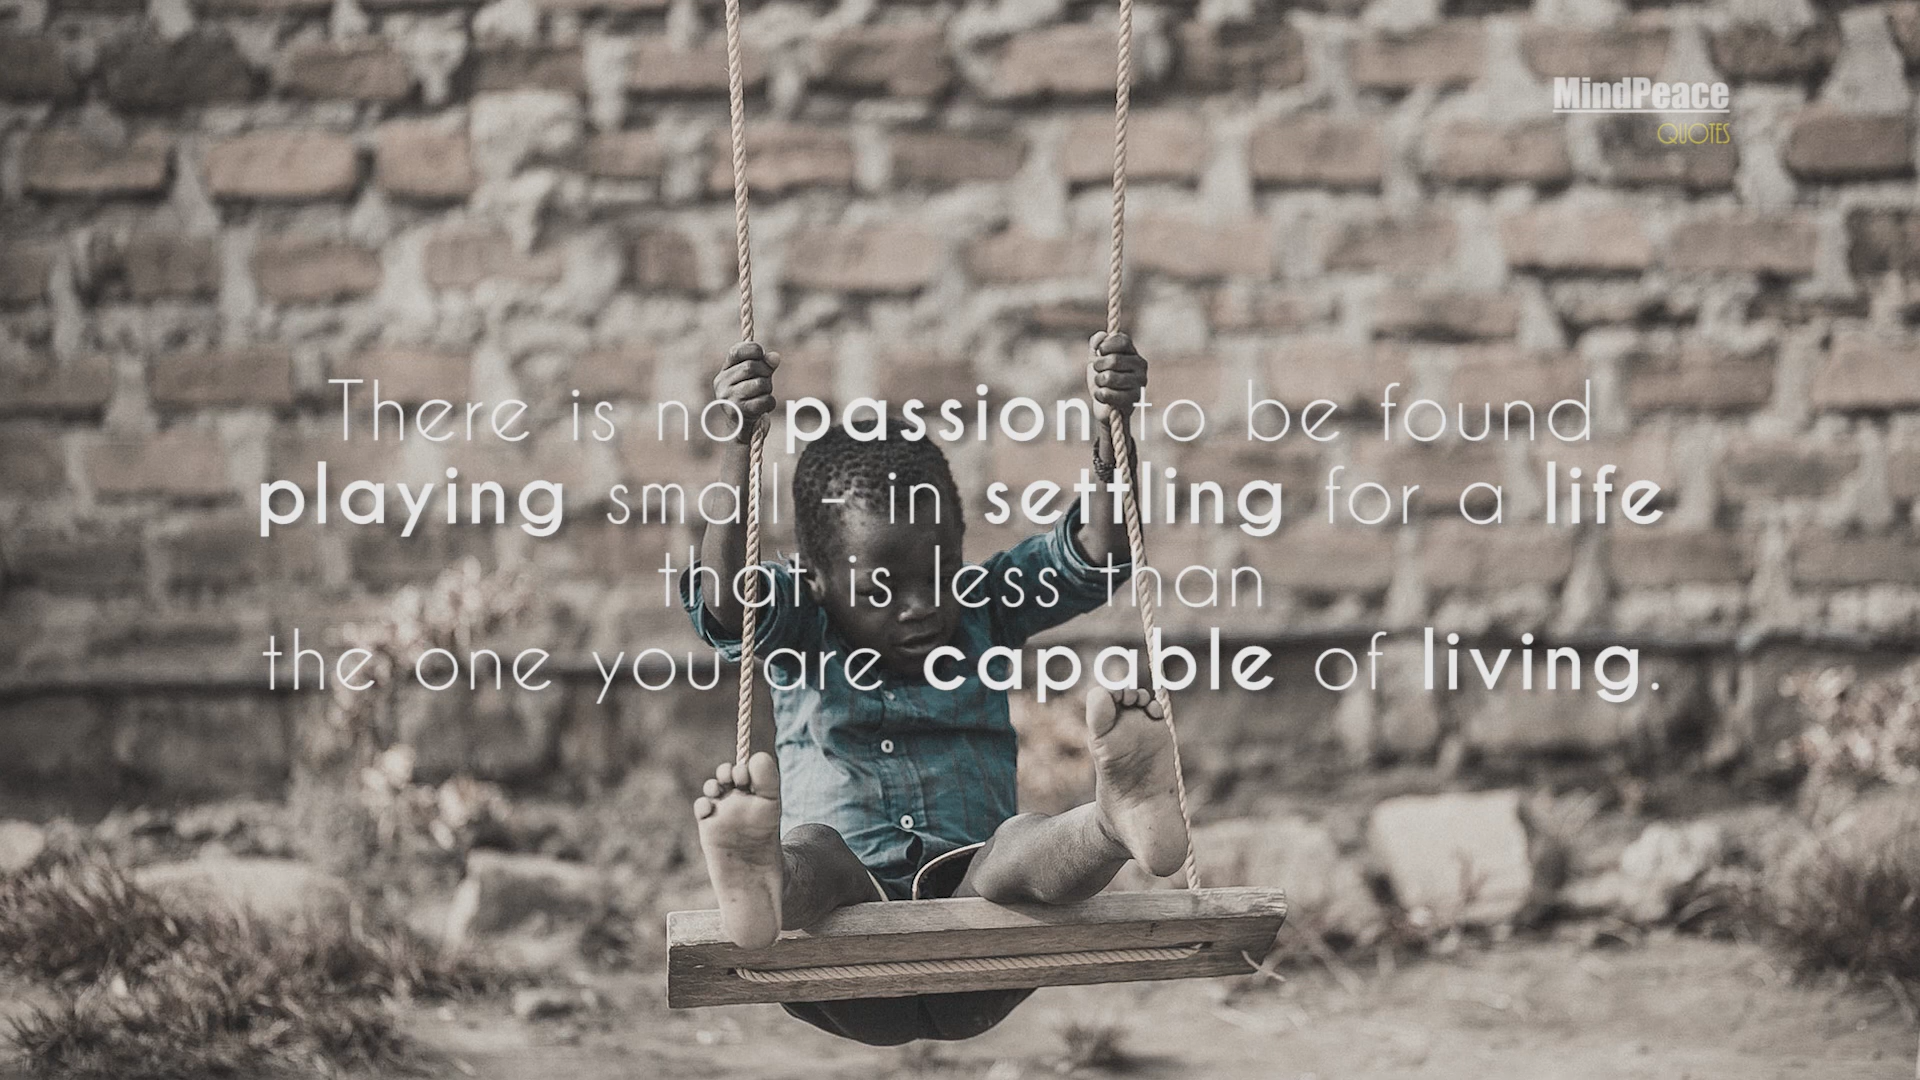 MindPeace
QUOTES
There is no passion to be found
playing small - in settling for a life
that is less than
the one you are capable of living.